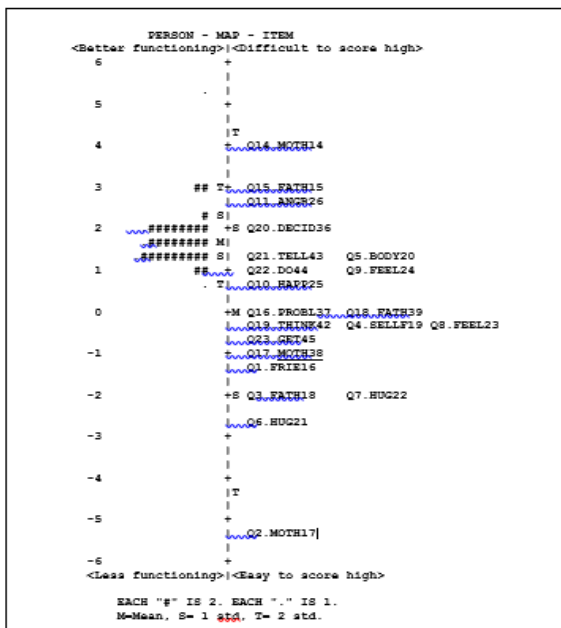 PERSON - MAP - ITEM
<Better functioning>|<Difficult to score high>
6 +
|
. |
5 +
|
|T
4 + Q14.MOTH14
|
|
3 ## T+ Q15.FATH15
| Q11.ANGR26
# S|
2 ######## +S Q20.DECID36
######## M|
######## S| Q21.TELL43 Q5.BODY20
1 ## + Q22.DO44 Q9.FEEL24
. T| Q10.HAPP25
|
0 +M Q16.PROBL37 Q18.FATH39
| Q19.THINK42 Q4.SELLF19 Q8.FEEL23
| Q23.GET45
-1 + Q17.MOTH38
| Q1.FRIE16
|
-2 +S Q3.FATH18 Q7.HUG22
|
| Q6.HUG21
-3 +
|
|
-4 +
|T
|
-5 +
| Q2.MOTH17
|
-6 +
<Less functioning>|<Easy to score high>
EACH "#" IS 2. EACH "." IS 1.
M=Mean, S= 1 std, T= 2 std.